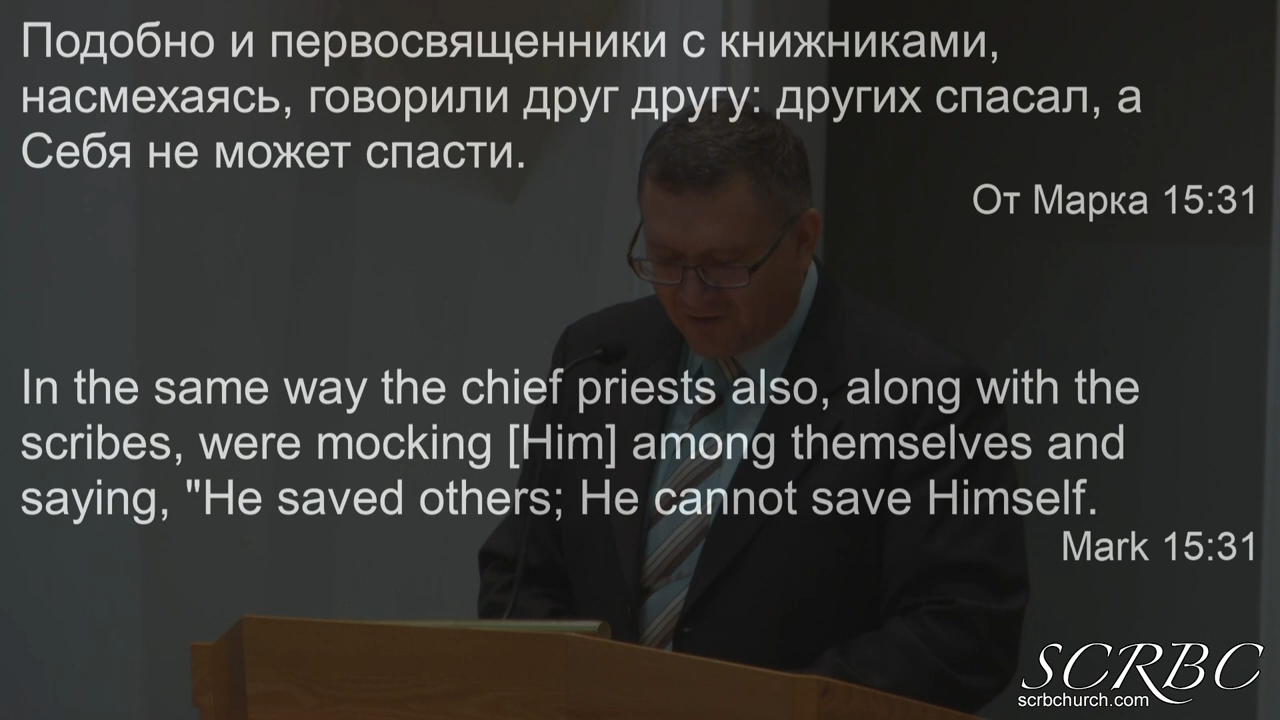 Подобно и первосвященники с книжниками,
насмехаясь, говорили друг другу: других спасал, а
Себя не может спасти.
От Марка 15:31
In the same way the chief priests also, along with the
scribes, were mocking [Him] among themselves and
saying, "He saved others; He cannot save Himself.
Mark 15:31
SCRBC
scrbchurch.com